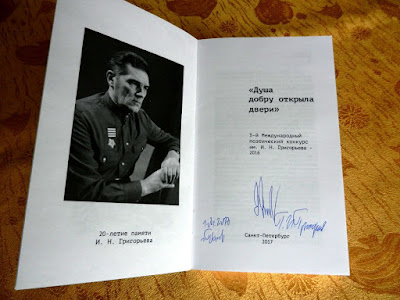 20-летие памяти
И. Н. Григорьева
«Душа
добру открыла
двери»
3-й Международный
поэтический конкурс
им. И. Н. Григорьева -
2016
Санкт-Петербург
2017